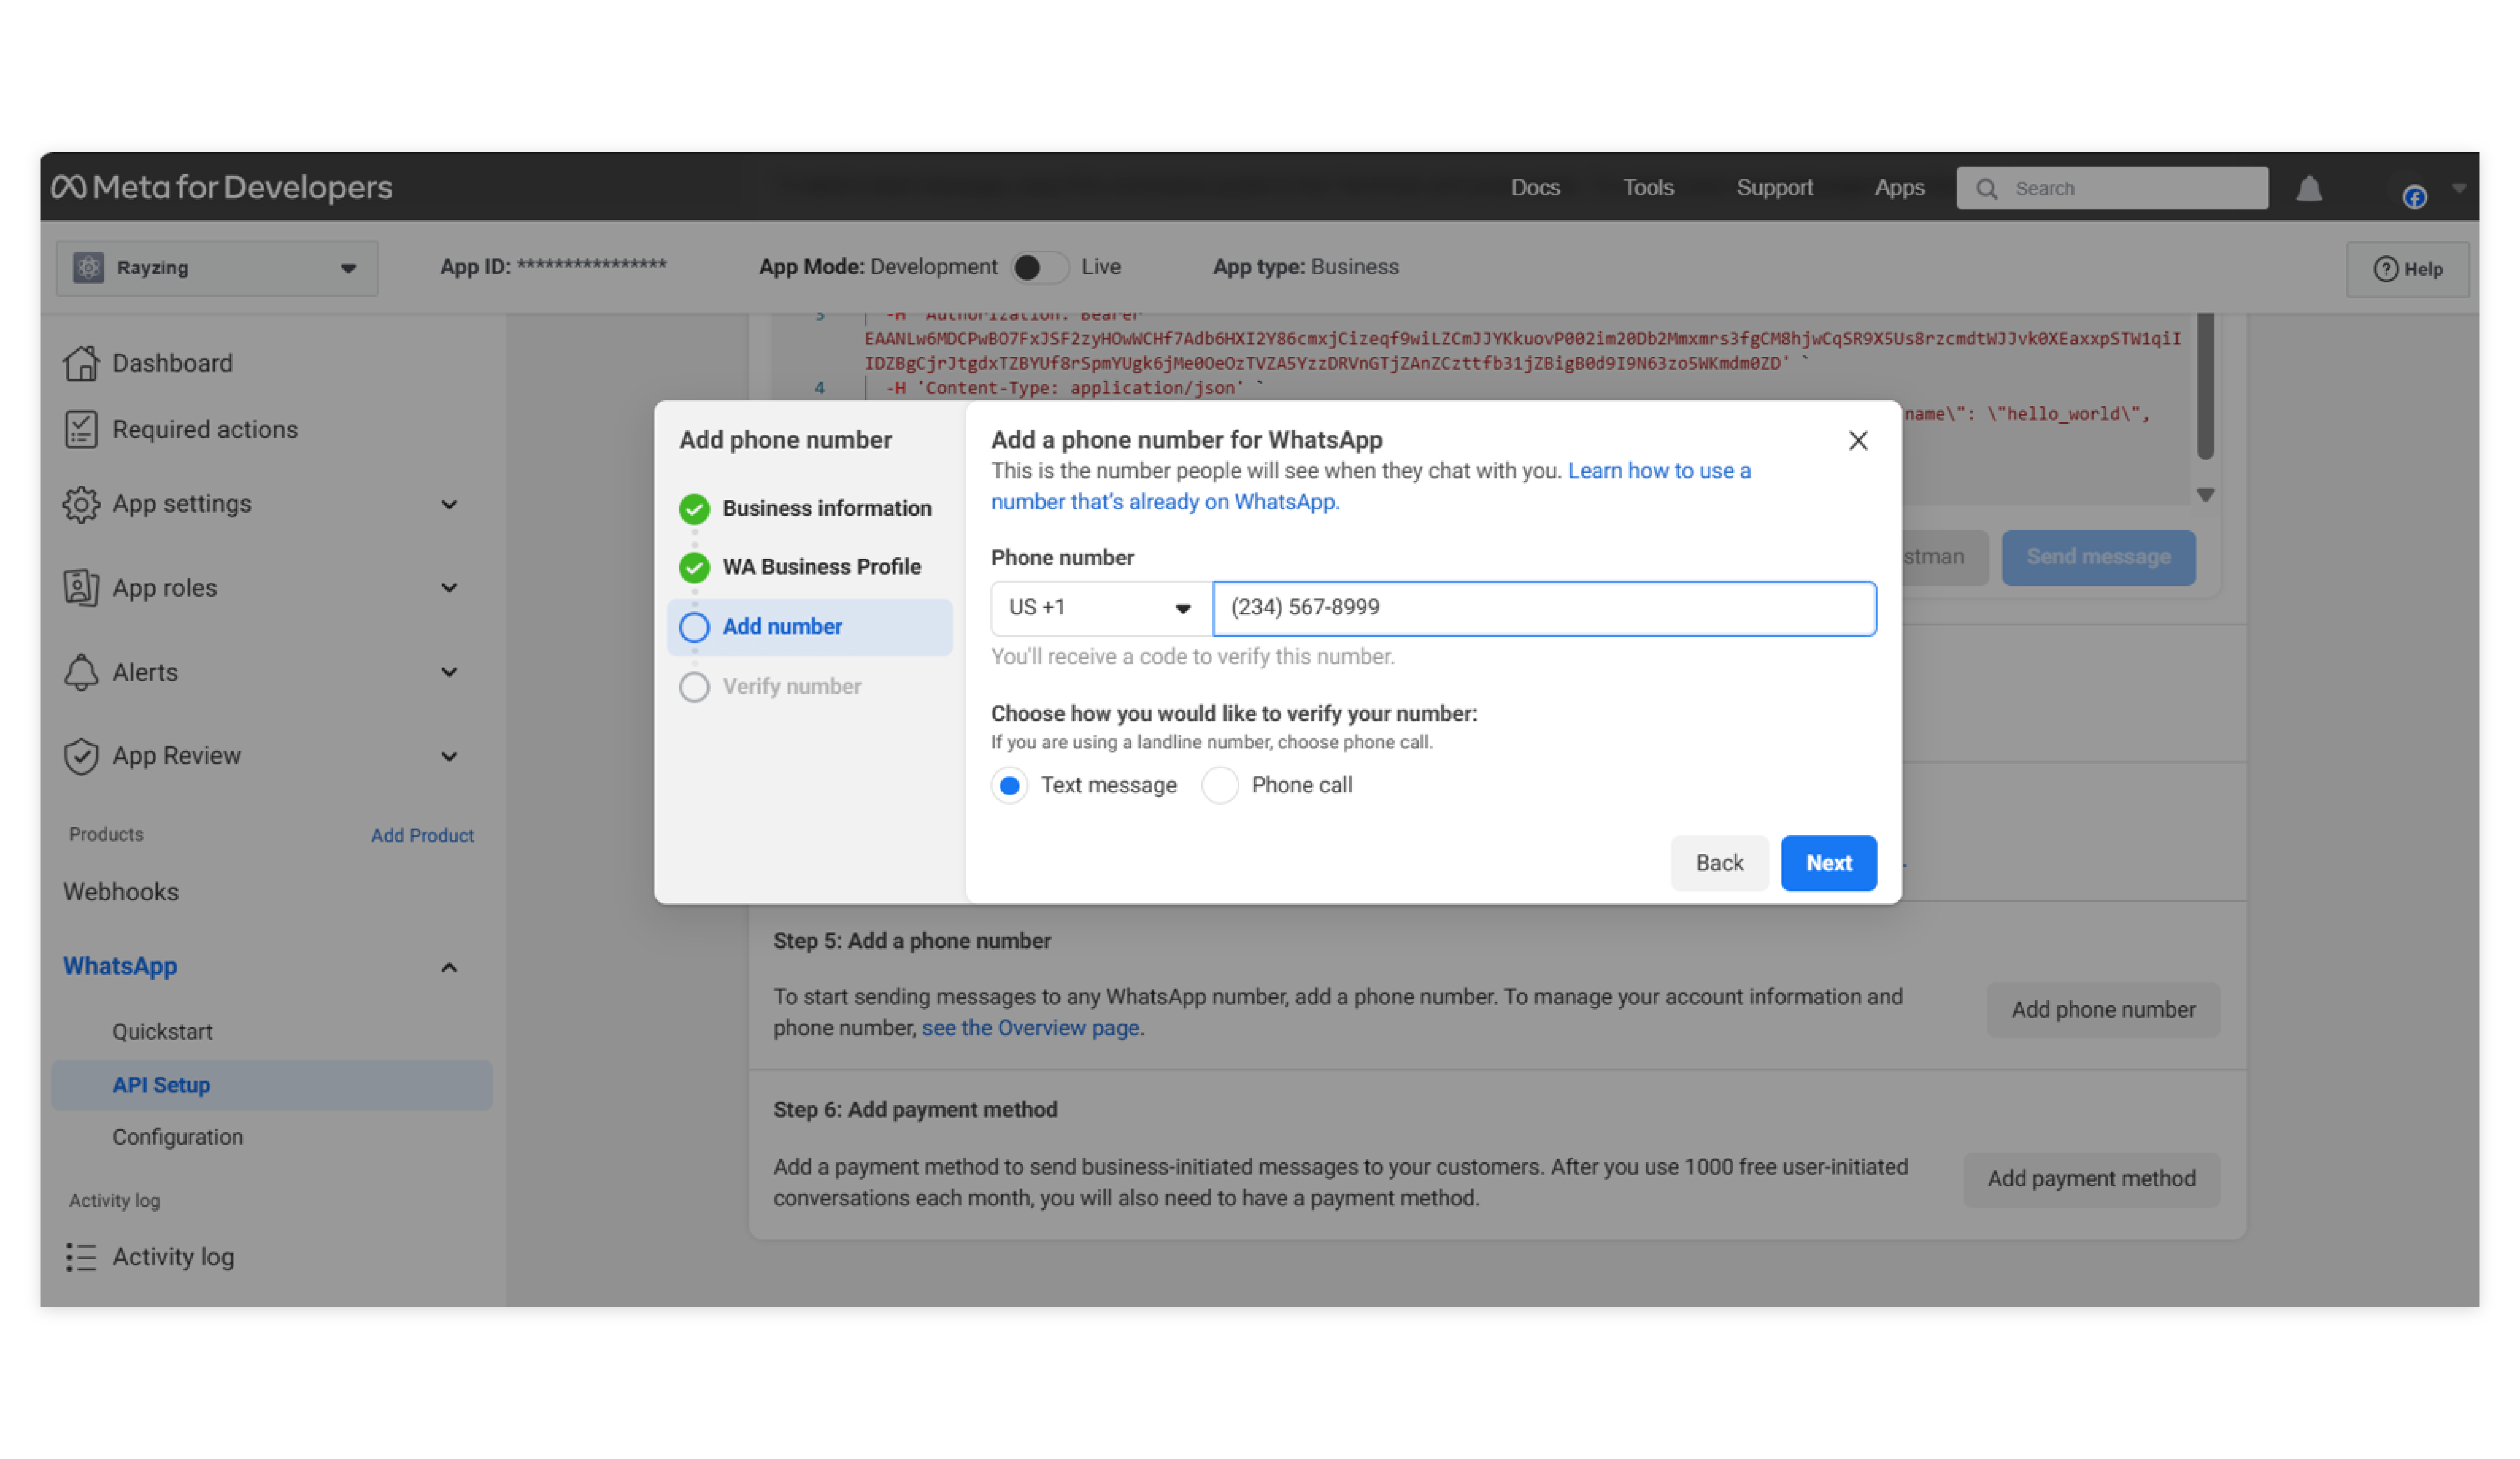 Meta for Developers
Docs
Tools
Support
Apps
Search
Rayzing
App ID: ****************
App Mode: Development
Live
App type: Business
Help
Dashboard
Required actions
App settings
App roles
Alerts
App Review
Products
Add Product
Webhooks
WhatsApp
Quickstart
API Setup
Configuration
Activity log
Activity log
-H 'Authorization: Bearer
EAANLw6MDCPwBO7FxJSF2zyHOwWCHf7Adb6HXI2Y86cmxjCizeqf9wiLZCmJJYKkuovP002im20Db2Mmxmrs3fgCM8hjwCqSR9X5Us8rzcmdtWJJvk0XEaxxpSTW1qiI
IDZBgCjrJtgdxTZBYUf8rSpmYUgk6jMe0OeOzTVZA5YzzDRVnGTjZAnZCzttfb31jZBigB0d9I9N63zo5WKmdm0ZD' `
4 -H 'Content-Type: application/json' `
name\": \"hello_world\",
stman
Send message
Add phone number
Business information
WA Business Profile
Add number
Verify number
Add a phone number for WhatsApp
This is the number people will see when they chat with you. Learn how to use a
number that's already on WhatsApp.
Phone number
US +1
(234) 567-8999
You'll receive a code to verify this number.
Choose how you would like to verify your number:
If you are using a landline number, choose phone call.
Text message
Phone call
Back
Next
Step 5: Add a phone number
To start sending messages to any WhatsApp number, add a phone number. To manage your account information and
phone number, see the Overview page.
Add phone number
Step 6: Add payment method
Add a payment method to send business-initiated messages to your customers. After you use 1000 free user-initiated
conversations each month, you will also need to have a payment method.
Add payment method